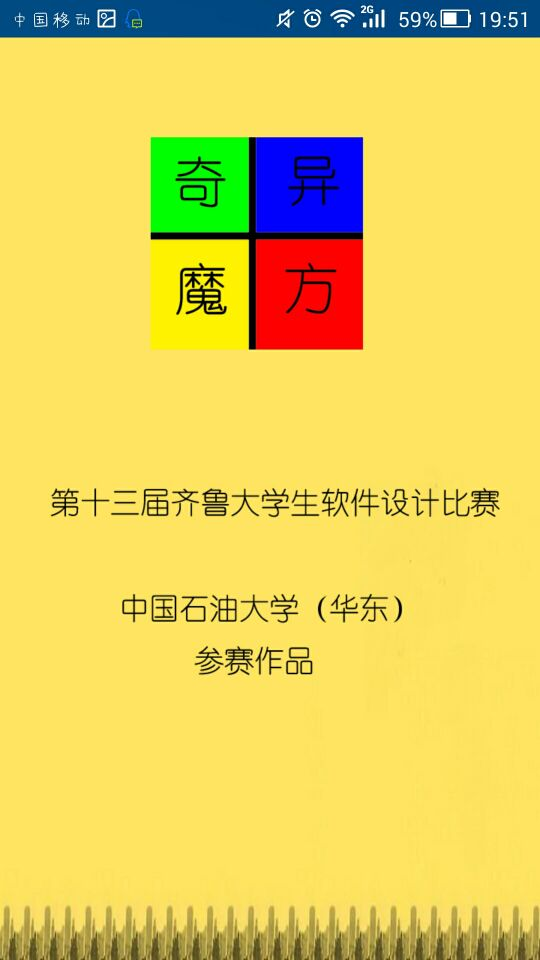 中国移动 2G 59% 19:51
奇异
魔方
第十三届齐鲁大学生软件设计比赛
中国石油大学（华东）
参赛作品